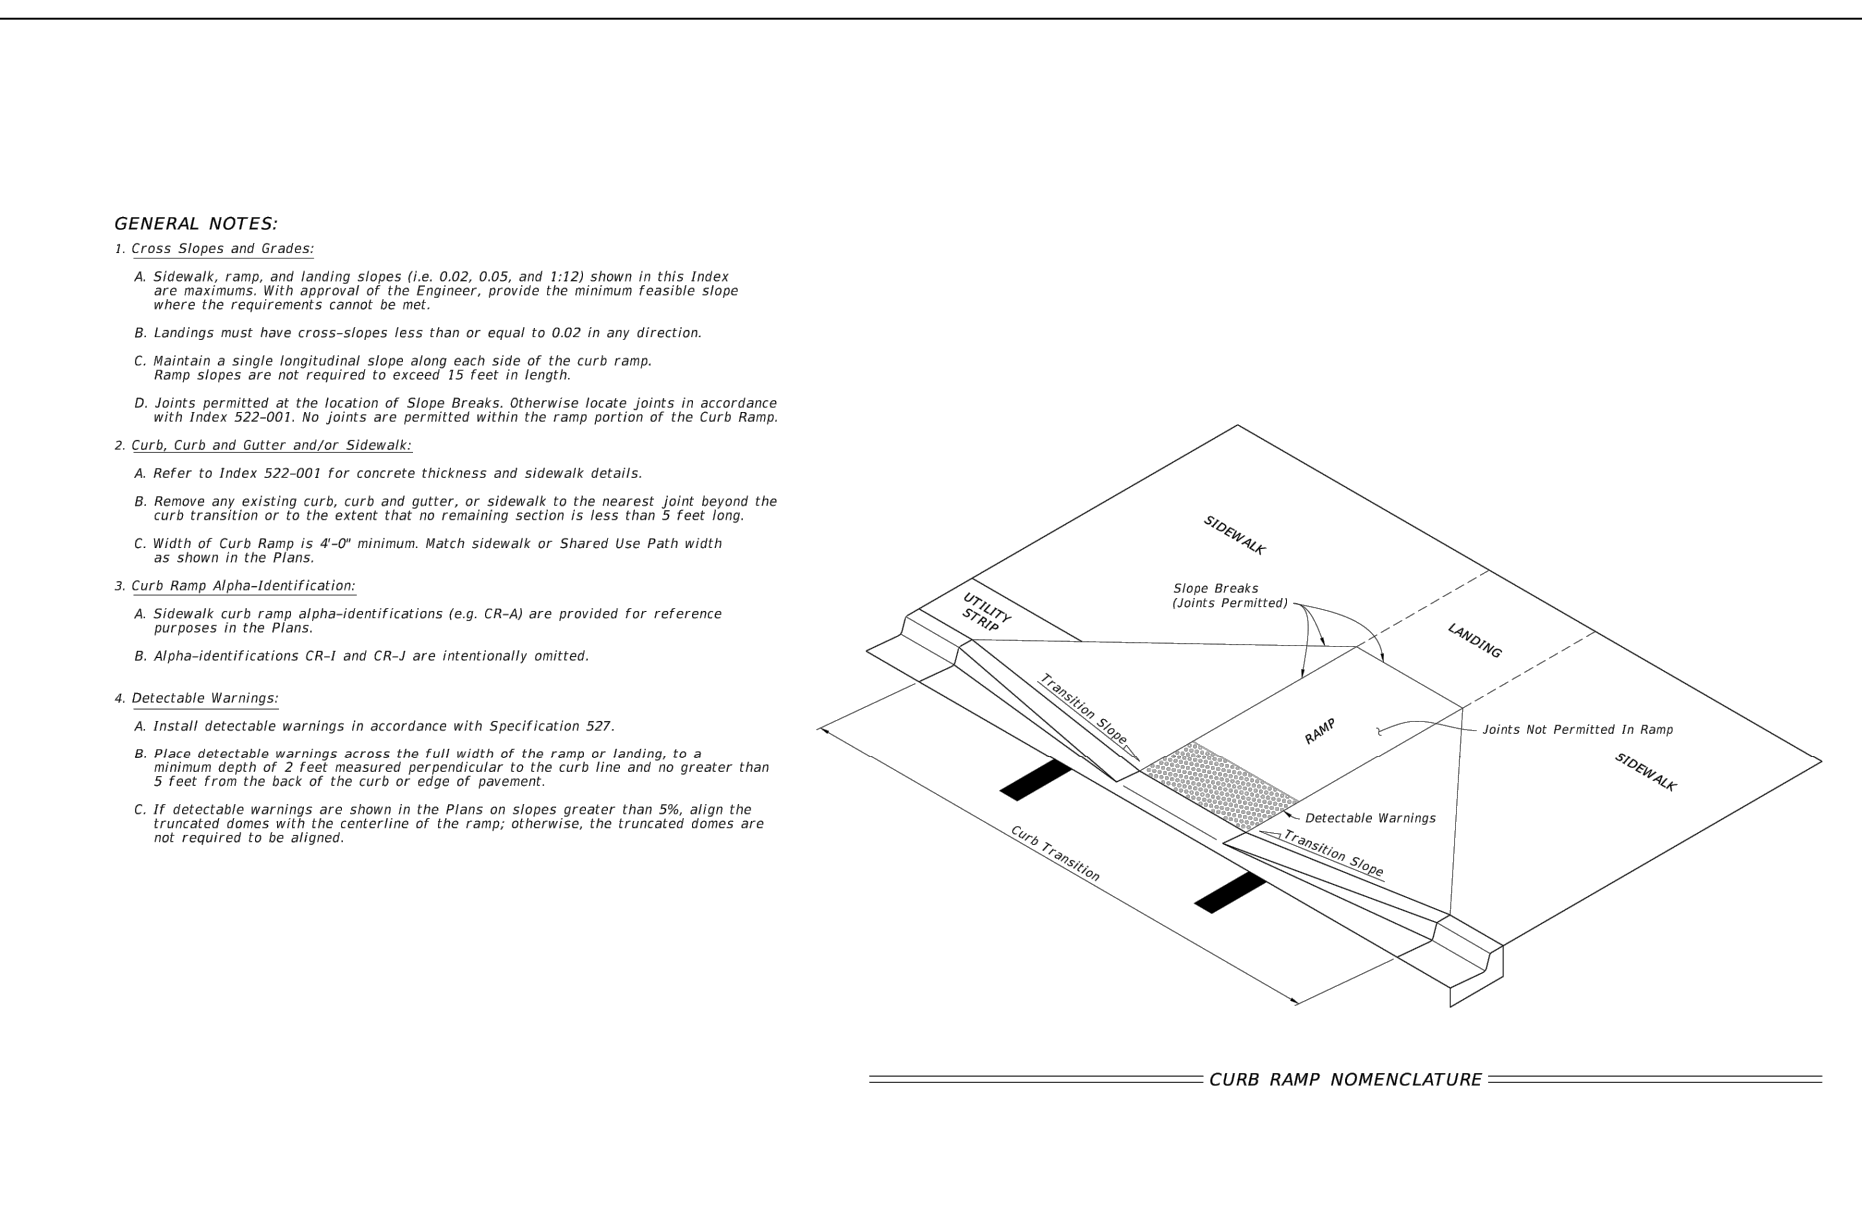 GENERAL NOTES:
1. Cross Slopes and Grades:
A. Sidewalk, ramp, and landing slopes (i.e. 0.02, 0.05, and 1:12) shown in this Index
are maximums. With approval of the Engineer, provide the minimum feasible slope
where the requirements cannot be met.
B. Landings must have cross-slopes less than or equal to 0.02 in any direction.
C. Maintain a single longitudinal slope along each side of the curb ramp.
Ramp slopes are not required to exceed 15 feet in length.
D. Joints permitted at the location of Slope Breaks. Otherwise locate joints in accordance
with Index 522-001. No joints are permitted within the ramp portion of the Curb Ramp.
2. Curb, Curb and Gutter and/or Sidewalk:
A. Refer to Index 522-001 for concrete thickness and sidewalk details.
B. Remove any existing curb, curb and gutter, or sidewalk to the nearest joint beyond the
curb transition or to the extent that no remaining section is less than 5 feet long.
C. Width of Curb Ramp is 4'-0" minimum. Match sidewalk or Shared Use Path width
as shown in the Plans.
3. Curb Ramp Alpha-Identification:
A. Sidewalk curb ramp alpha-identifications (e.g. CR-A) are provided for reference
purposes in the Plans.
B. Alpha-identifications CR-I and CR-J are intentionally omitted.
4. Detectable Warnings:
A. Install detectable warnings in accordance with Specification 527.
B. Place detectable warnings across the full width of the ramp or landing, to a
minimum depth of 2 feet measured perpendicular to the curb line and no greater than
5 feet from the back of the curb or edge of pavement.
C. If detectable warnings are shown in the Plans on slopes greater than 5%, align the
truncated domes with the centerline of the ramp; otherwise, the truncated domes are
not required to be aligned.
SIDEWALK
Slope Breaks
(Joints Permitted)
UTILITY
STRIP
LANDING
Transition Slope
RAMP
Joints Not Permitted In Ramp
SIDEWALK
Detectable Warnings
Transition Slope
Curb Transition
CURB RAMP NOMENCLATURE